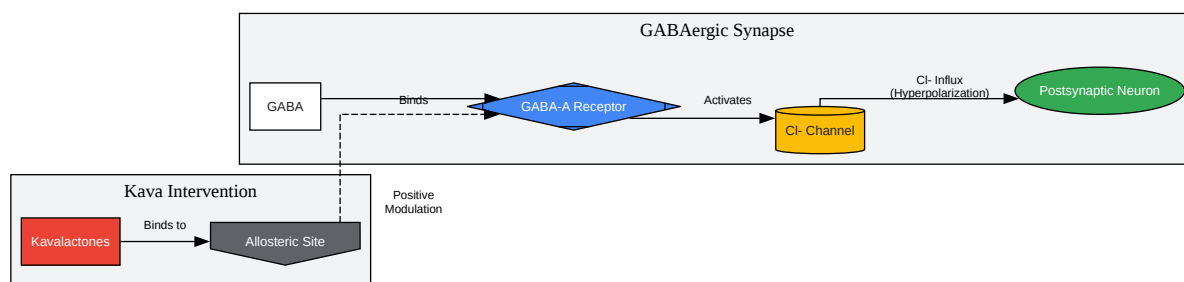 GABAergic Synapse
GABA
Binds
GABA-A Receptor
Activates
Cl- Channel
Cl- Influx
(Hyperpolarization)
Postsynaptic Neuron
Kava Intervention
Kavalactones
Binds to
Allosteric Site
Positive
Modulation